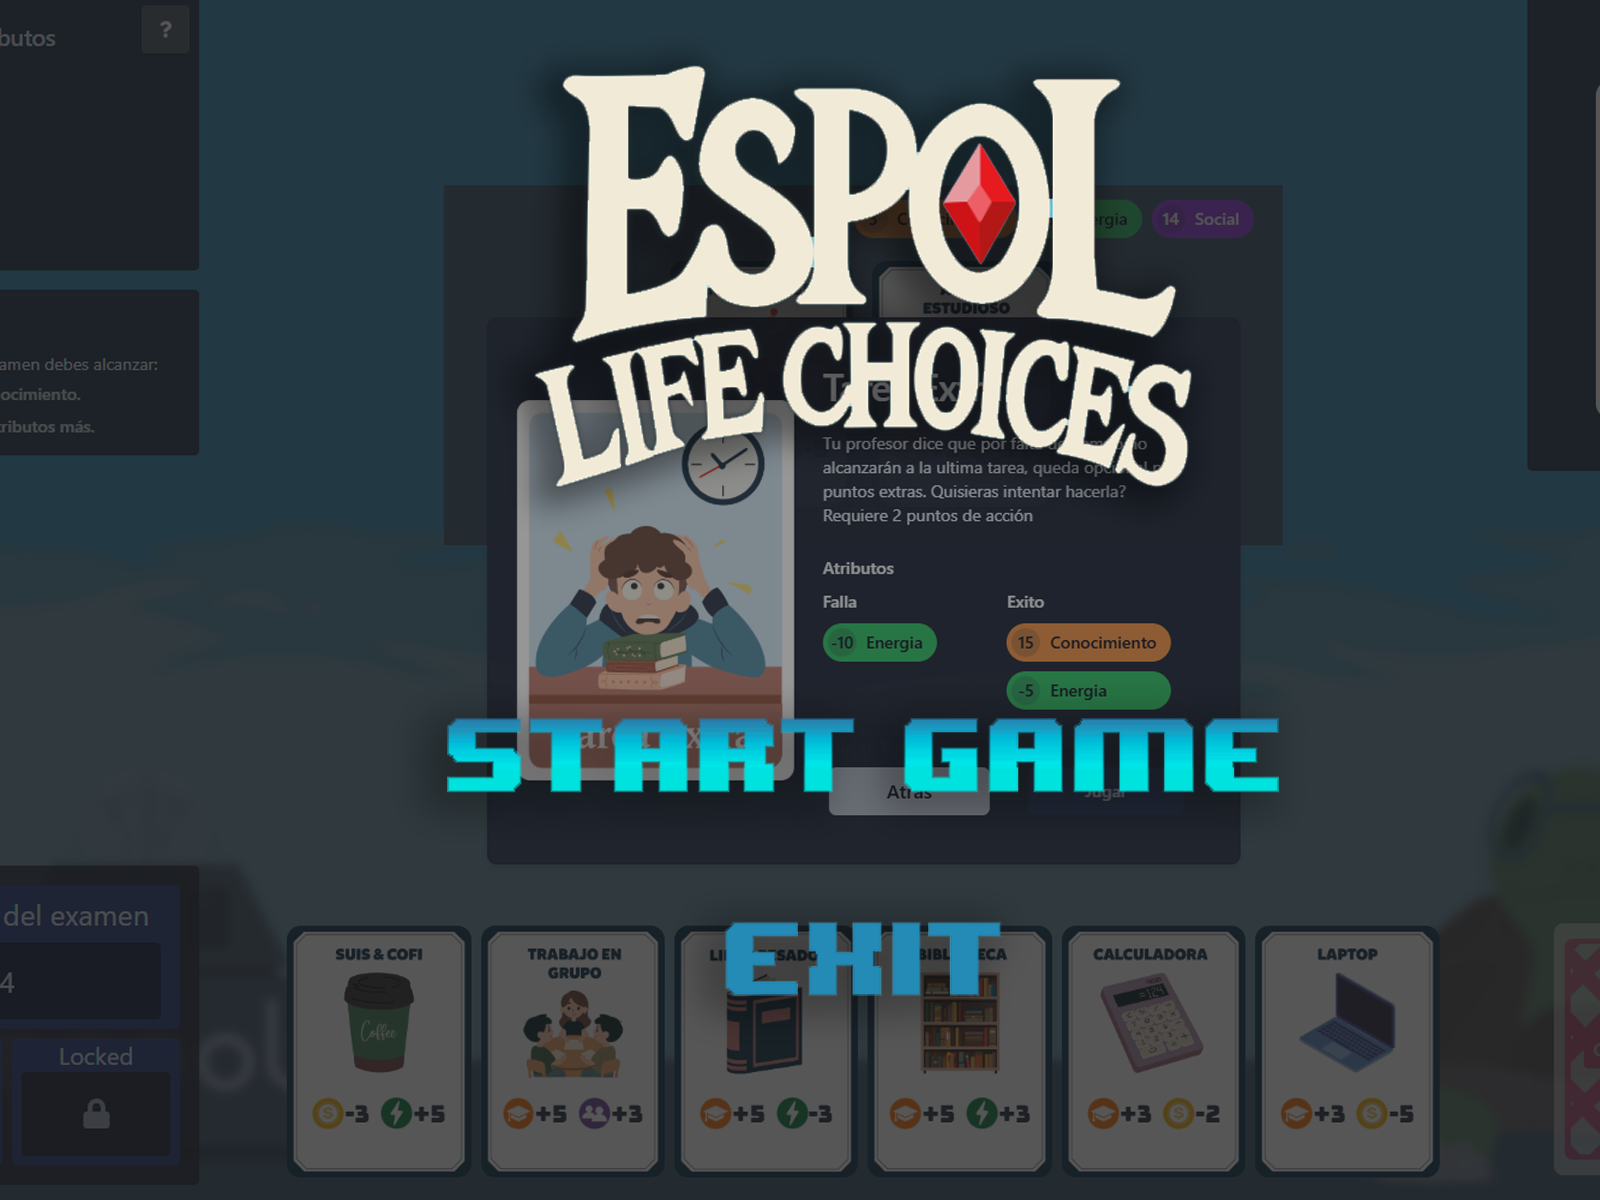 butos
?
ESPOL
LIFE CHOICES
14 Social
ESTUDIOSO
amen debes alcanzar:
ocimiento.
tributos más.
Tu profesor dice que por
alcanzarán a la ultima tarea, queda
puntos extras. Quisieras intentar hacerla?
Requiere 2 puntos de acción
Atributos
Falla
Exito
-10 Energia
15 Conocimiento
-5 Energia
START GAME
Atras
Jugar
EXIT
del examen
4
Locked
SUIS & COFI
Coffee
-3 +5
TRABAJO EN
GRUPO
+5 +3
+5 -3
+5 +3
CALCULADORA
+3 -2
LAPTOP
+3 -5